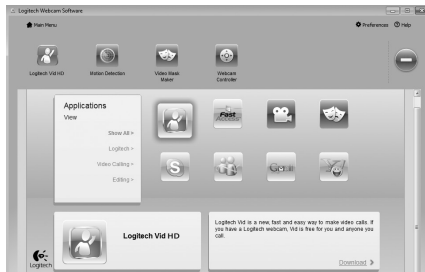 Logitech Webcam Software
Main Menu
Preferences
Help
Logitech Vid HD
Motion Detection
Video Mask
Maker
Webcam
Controller
Applications
View
Show All >
Logitech >
Video Calling >
Editing >
Fast
Access
Gmail
Y!
Logitech
Logitech Vid HD
Logitech Vid is a new, fast and easy way to make video calls. If
you have a Logitech webcam, Vid is free for you and anyone you
call.
Download >